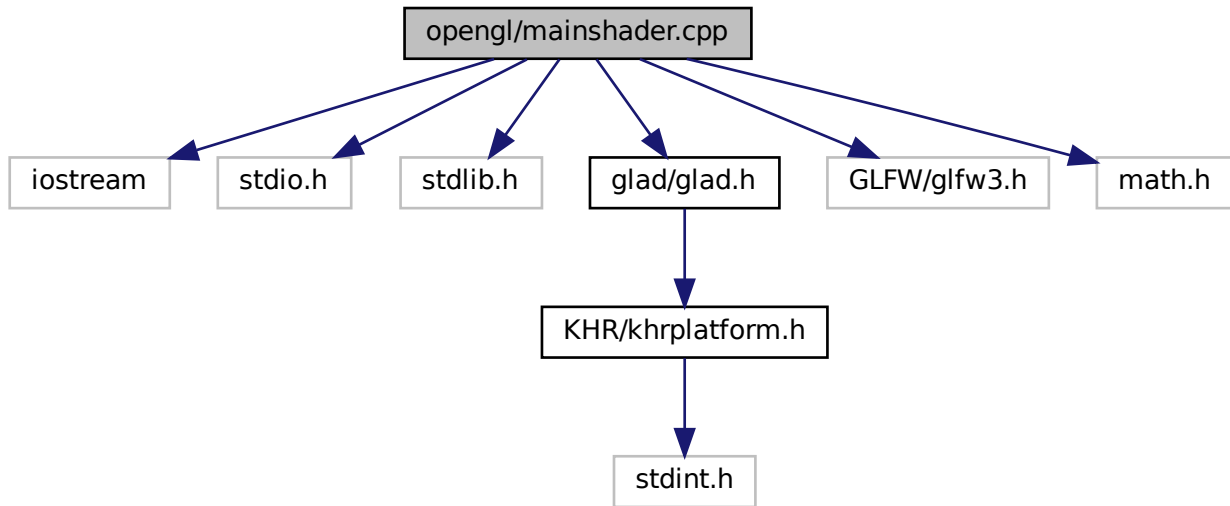 opengl/mainshader.cpp
iostream
stdio.h
stdlib.h
glad/glad.h
GLFW/glfw3.h
math.h
KHR/khrplatform.h
stdint.h